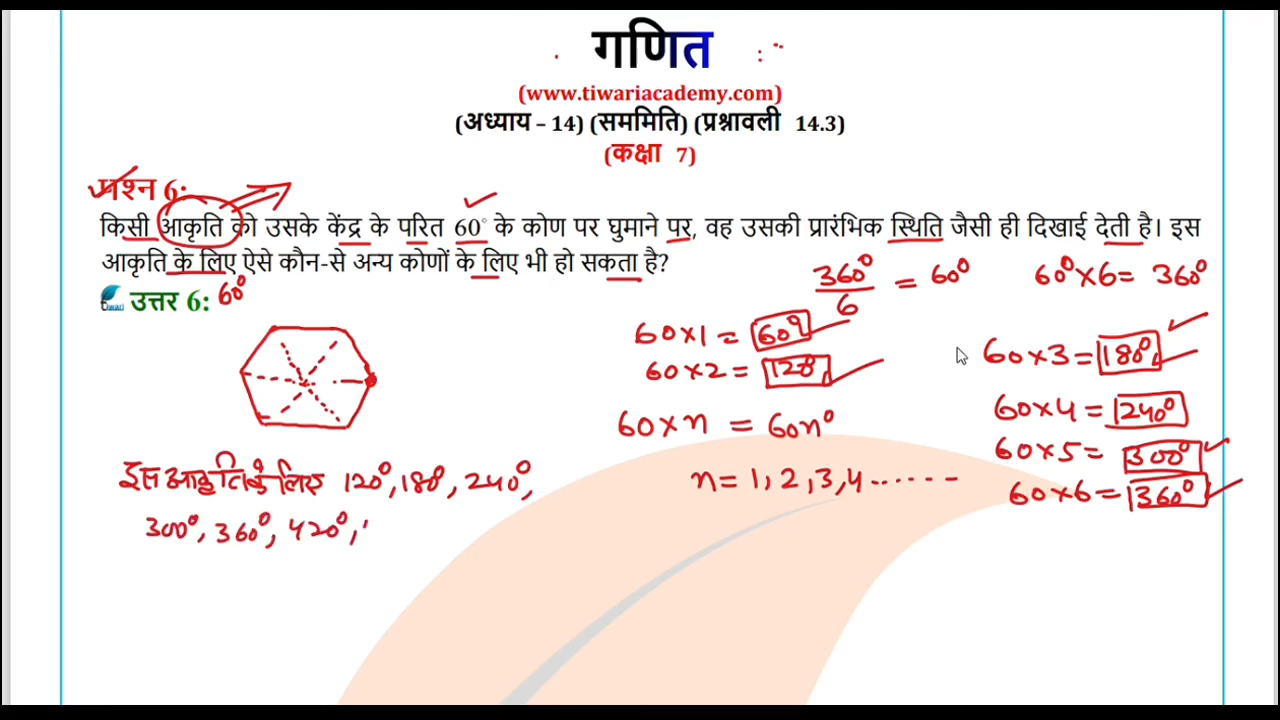 गणित
(www.tiwariacademy.com)
(अध्याय – 14) (सममिति) (प्रश्नावली 14.3)
(कक्षा 7)
प्रश्न 6:
किसी आकृति को उसके केंद्र के परित 60° के कोण पर घुमाने पर, वह उसकी प्रारंभिक स्थिति जैसी ही दिखाई देती है। इस
आकृति के लिए ऐसे कौन-से अन्य कोणों के लिए भी हो सकता है?
उत्तर 6: 60°
360°/6 = 60°
60° × 6 = 360°
60 × 1 = 60°
60 × 2 = 120°
60 × n = 60n°
n = 1, 2, 3, 4 ......
60 × 3 = 180°
60 × 4 = 240°
60 × 5 = 300°
60 × 6 = 360°
इस आकृति के लिए 120°, 180°, 240°,
300°, 360°, 420°,